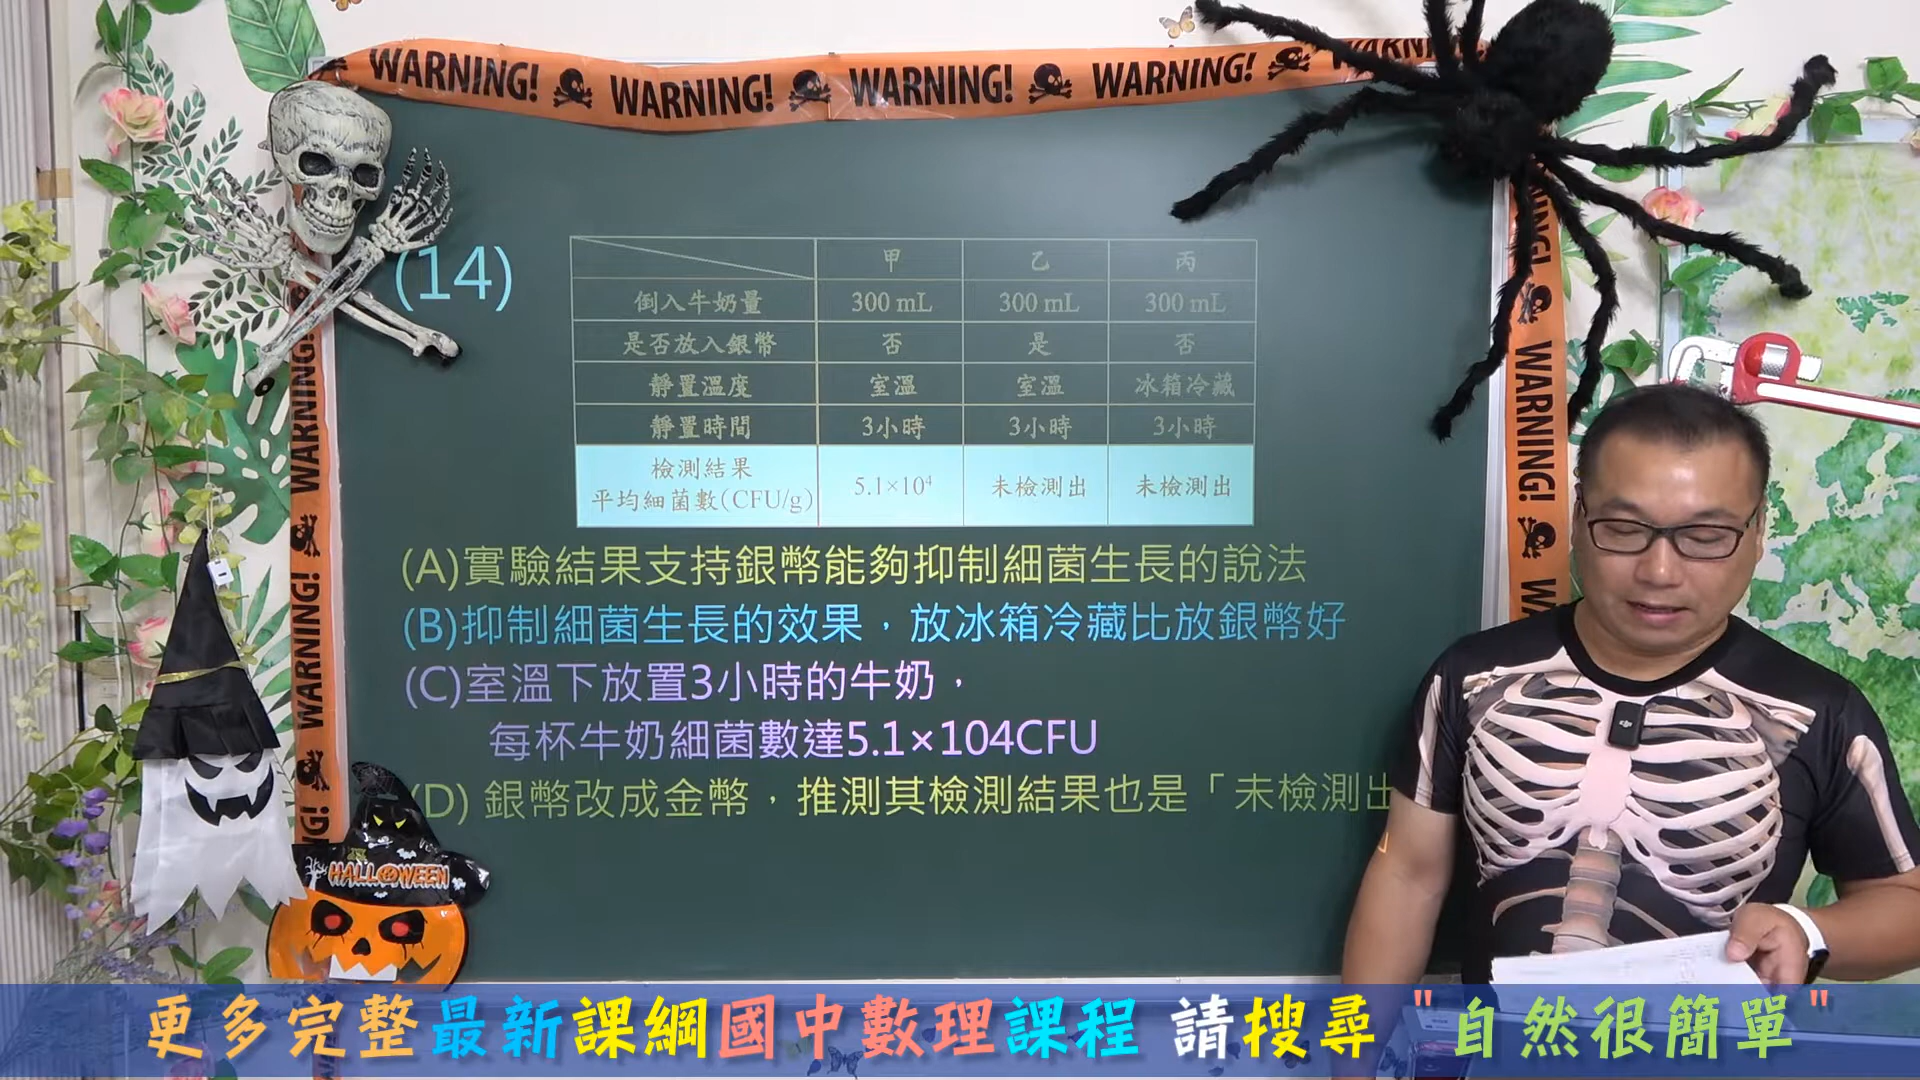 WARNING! WARNING! WARNING! WARNING!
(14)
甲 乙 丙
倒入牛奶量 300 mL 300 mL 300 mL
是否放入銀幣 否 是 否
靜置溫度 室溫 室溫 冰箱冷藏
靜置時間 3小時 3小時 3小時
檢測結果
平均細菌數(CFU/g) 5.1×10⁴ 未檢測出 未檢測出
(A)實驗結果支持銀幣能夠抑制細菌生長的說法
(B)抑制細菌生長的效果,放冰箱冷藏比放銀幣好
(C)室溫下放置3小時的牛奶,
每杯牛奶細菌數達5.1×104CFU
(D) 銀幣改成金幣,推測其檢測結果也是「未檢測出
WARNING!
WARNING!
WARNING!
WARNING!
HALLOWEEN
更多完整最新課綱國中數理課程 請搜尋 "自然很簡單"